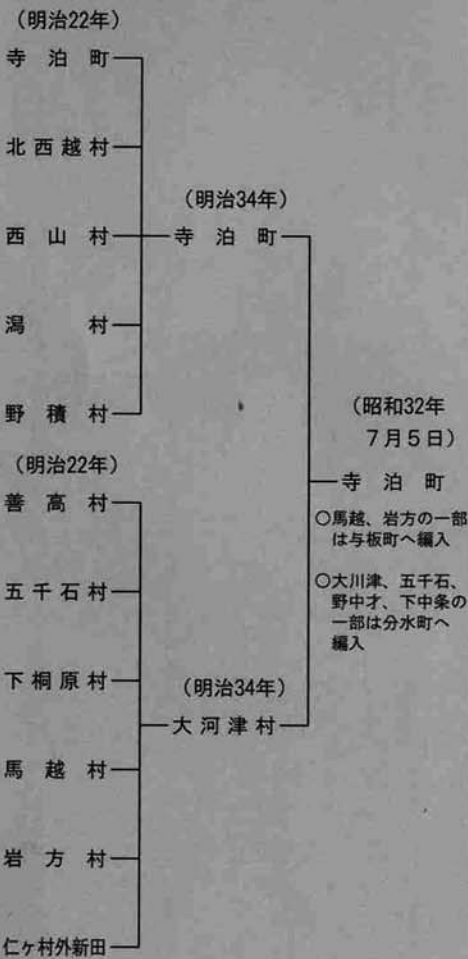 (明治22年)
寺泊町
北西越村
西山村
潟村
野積村
(明治34年)
寺泊町
(明治22年)
善高村
五千石村
下桐原村
馬越村
岩方村
仁ヶ村外新田
(明治34年)
大河津村
(昭和32年
7月5日)
寺泊町
○馬越、岩方の一部
は与板町へ編入
○大川津、五千石、
野中才、下中条の
一部は分水町へ
編入